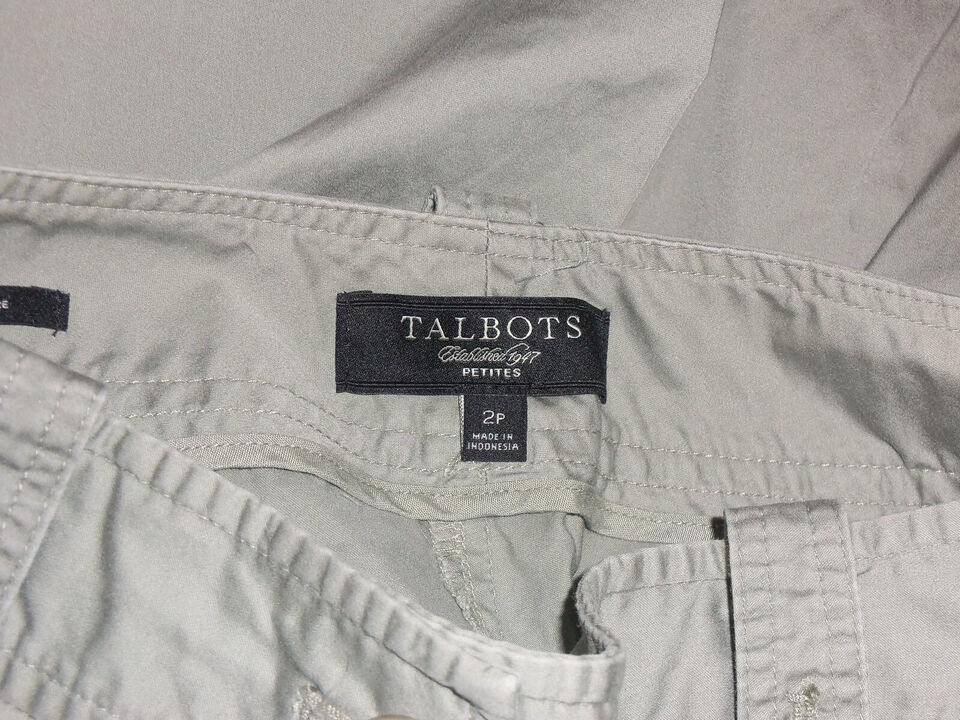 TALBOTS
Established 1947
PETITES
2P
MADE IN
INDONESIA